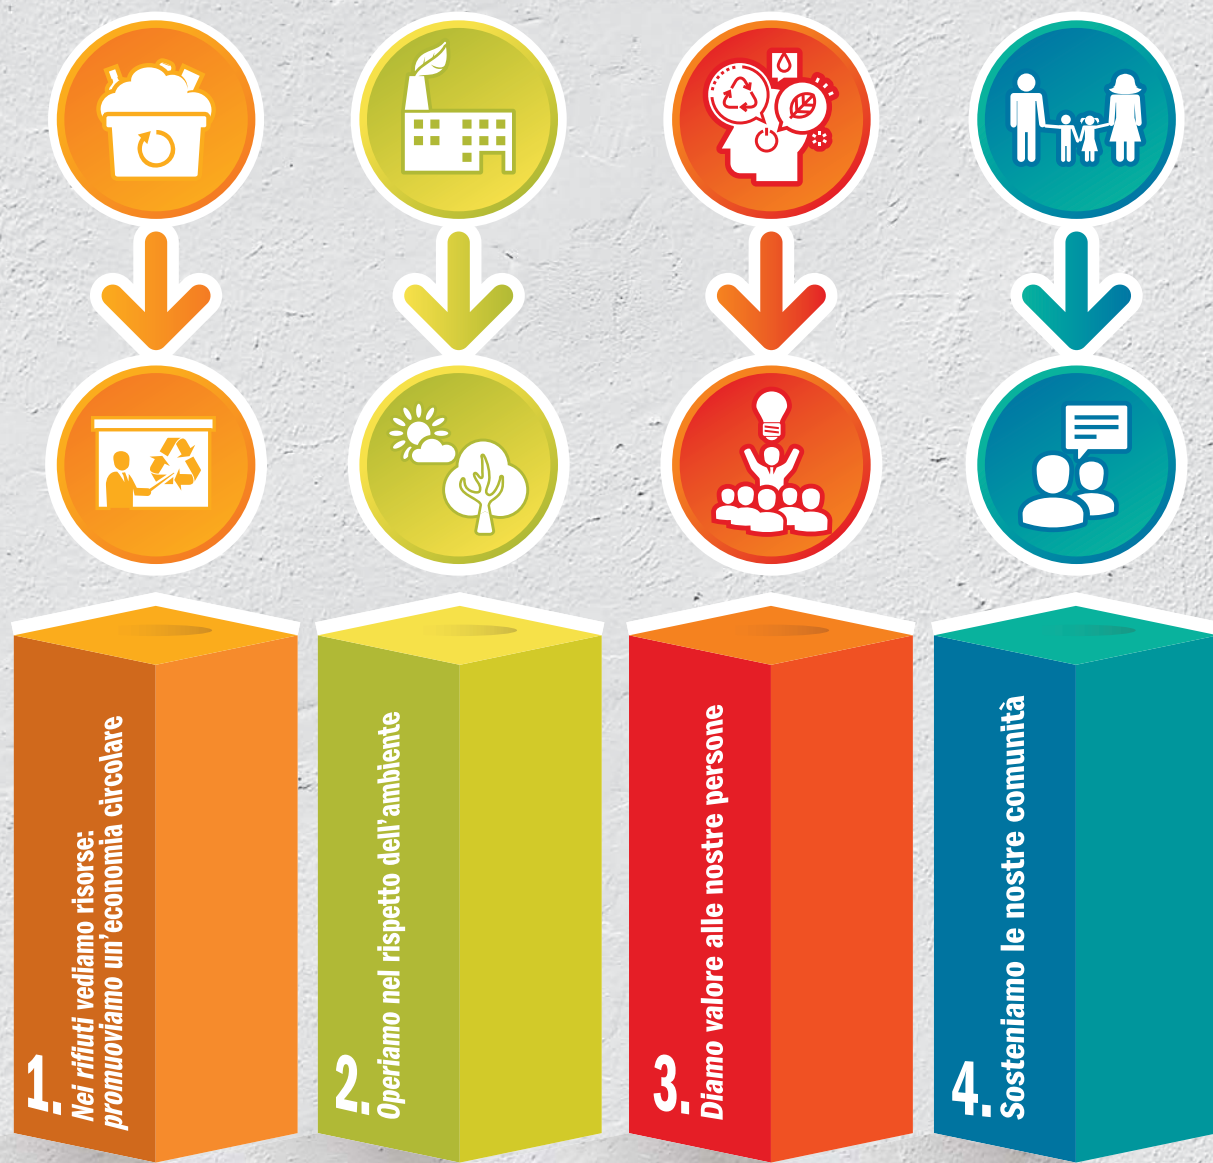 1.
Nei rifiuti vediamo risorse:
promuoviamo un'economia circolare
2.
Operiamo nel rispetto dell'ambiente
3.
Diamo valore alle nostre persone
4.
Sosteniamo le nostre comunità